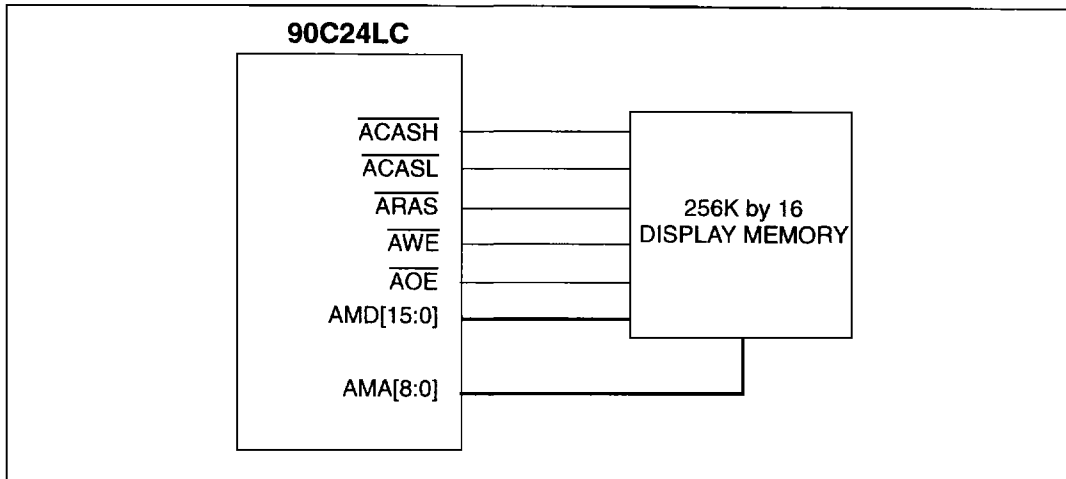 90C24LC
ACASH
ACASL
ARAS
AWE
AOE
AMD[15:0]
AMA[8:0]
256K by 16
DISPLAY MEMORY